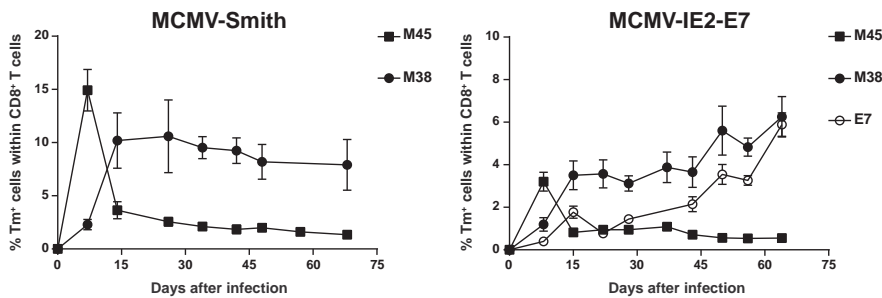 MCMV-Smith
% Tm⁺ cells within CD8⁺ T cells
20
15
10
5
0
0 15 30 45 60 75
Days after infection
M45
M38
MCMV-IE2-E7
% Tm⁺ cells within CD8⁺ T cells
10
8
6
4
2
0
0 15 30 45 60 75
Days after infection
M45
M38
E7